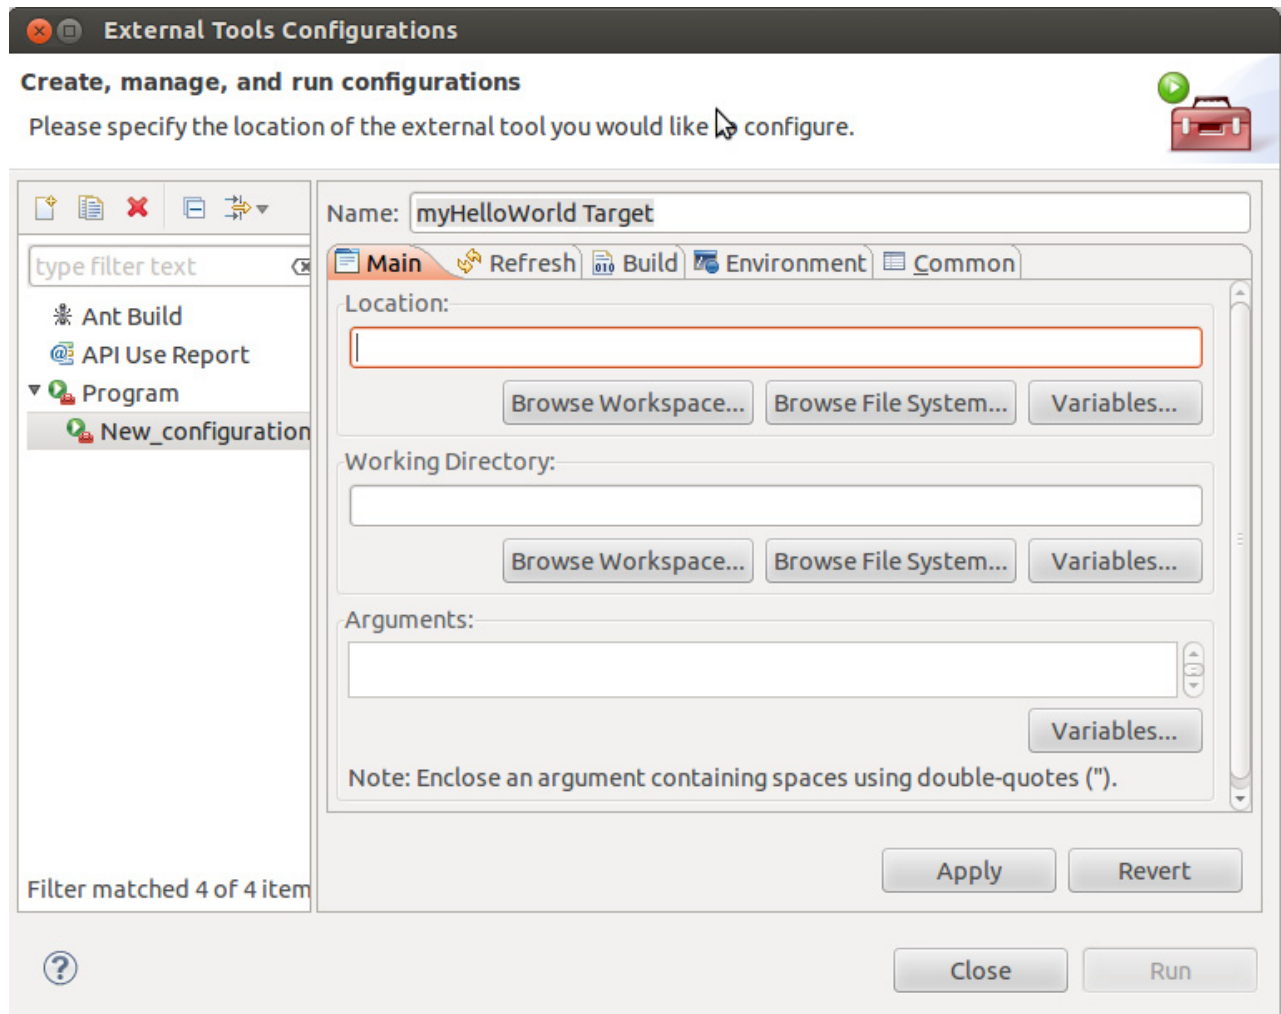 External Tools Configurations
Create, manage, and run configurations
Please specify the location of the external tool you would like configure.
type filter text
Ant Build
API Use Report
Program
New_configuration
Filter matched 4 of 4 item
Name: myHelloWorld Target
Main Refresh Build Environment Common
Location:
Browse Workspace... Browse File System... Variables...
Working Directory:
Browse Workspace... Browse File System... Variables...
Arguments:
Variables...
Note: Enclose an argument containing spaces using double-quotes (").
Apply Revert
Close Run